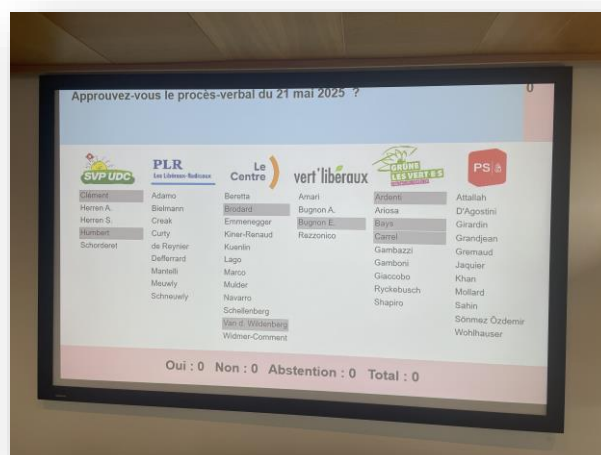 Approuvez-vous le procès-verbal du 21 mai 2025 ?
0
SVP UDC
PLR
Les Libéraux-Radicaux
Le Centre
vert'libéraux
GRÜNE
LES VERT·E·S
PS
Clément
Herren A.
Herren S.
Humbert
Schorderet
Adamo
Bielmann
Creak
Curty
de Reynier
Defferrard
Mantelli
Meuwly
Schneuwly
Beretta
Brodard
Emmenegger
Kiner-Renaud
Kuenlin
Lago
Marco
Mulder
Navarro
Schellenberg
Van d. Wildenberg
Widmer-Comment
Amari
Bugnon A.
Bugnon E.
Rezzonico
Ardenti
Ariosa
Bays
Carrel
Gambazzi
Gamboni
Giaccobo
Ryckebusch
Shapiro
Attallah
D'Agostini
Girardin
Grandjean
Gremaud
Jaquier
Khan
Mollard
Sahin
Sönmez Özdemir
Wohlhauser
Oui : 0 Non : 0 Abstention : 0 Total : 0